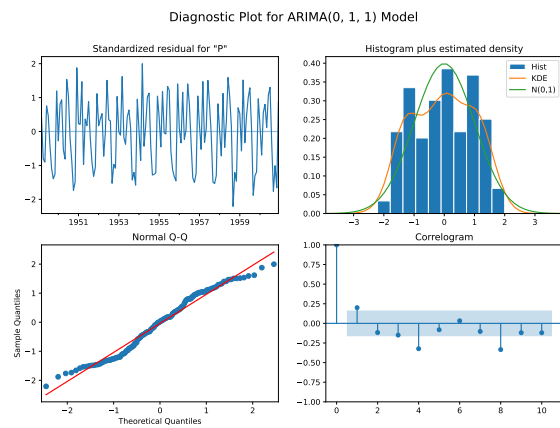 Diagnostic Plot for ARIMA(0, 1, 1) Model
Standardized residual for "P"
2
1
0
−1
−2
1951 1953 1955 1957 1959
Histogram plus estimated density
0.40
0.35
0.30
0.25
0.20
0.15
0.10
0.05
0.00
−3 −2 −1 0 1 2 3
Hist
KDE
N(0,1)
Normal Q-Q
Sample Quantiles
2
1
0
−1
−2
−2 −1 0 1 2
Theoretical Quantiles
Correlogram
1.00
0.75
0.50
0.25
0.00
−0.25
−0.50
−0.75
−1.00
0 2 4 6 8 10